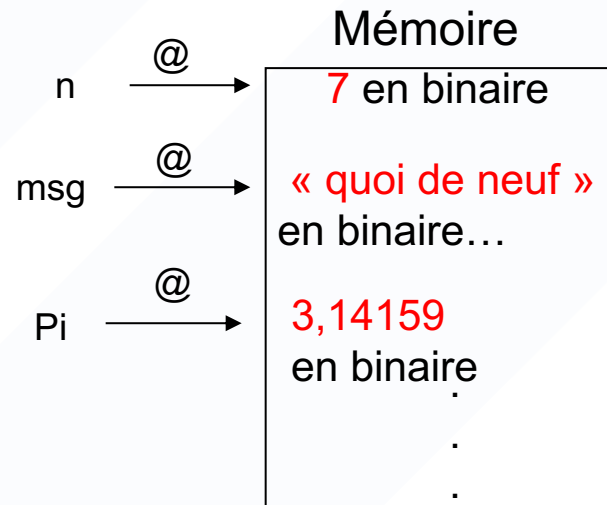 Mémoire
n @ 7 en binaire
msg @ « quoi de neuf »
en binaire…
Pi @ 3,14159
en binaire
.
.
.